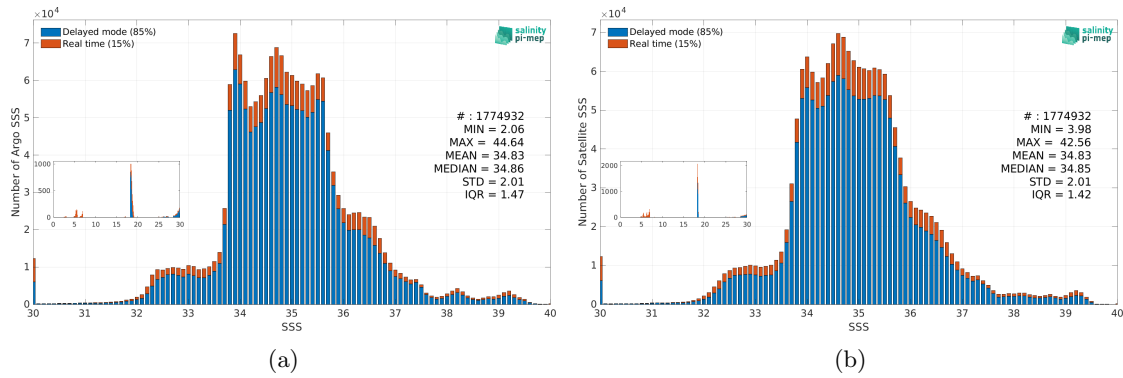 ×10⁴
Delayed mode (85%)
Real time (15%)
salinity
pi-mep
Number of Argo SSS
7
6
5
4
3
2
1
0
# : 1774932
MIN = 2.06
MAX = 44.64
MEAN = 34.83
MEDIAN = 34.86
STD = 2.01
IQR = 1.47
1000
500
0
0 5 10 15 20 25 30
30 31 32 33 34 35 36 37 38 39 40
SSS
(a)
×10⁴
Delayed mode (85%)
Real time (15%)
salinity
pi-mep
Number of Satellite SSS
7
6
5
4
3
2
1
0
# : 1774932
MIN = 3.98
MAX = 42.56
MEAN = 34.83
MEDIAN = 34.85
STD = 2.01
IQR = 1.42
2000
1000
0
0 5 10 15 20 25 30
30 31 32 33 34 35 36 37 38 39 40
SSS
(b)